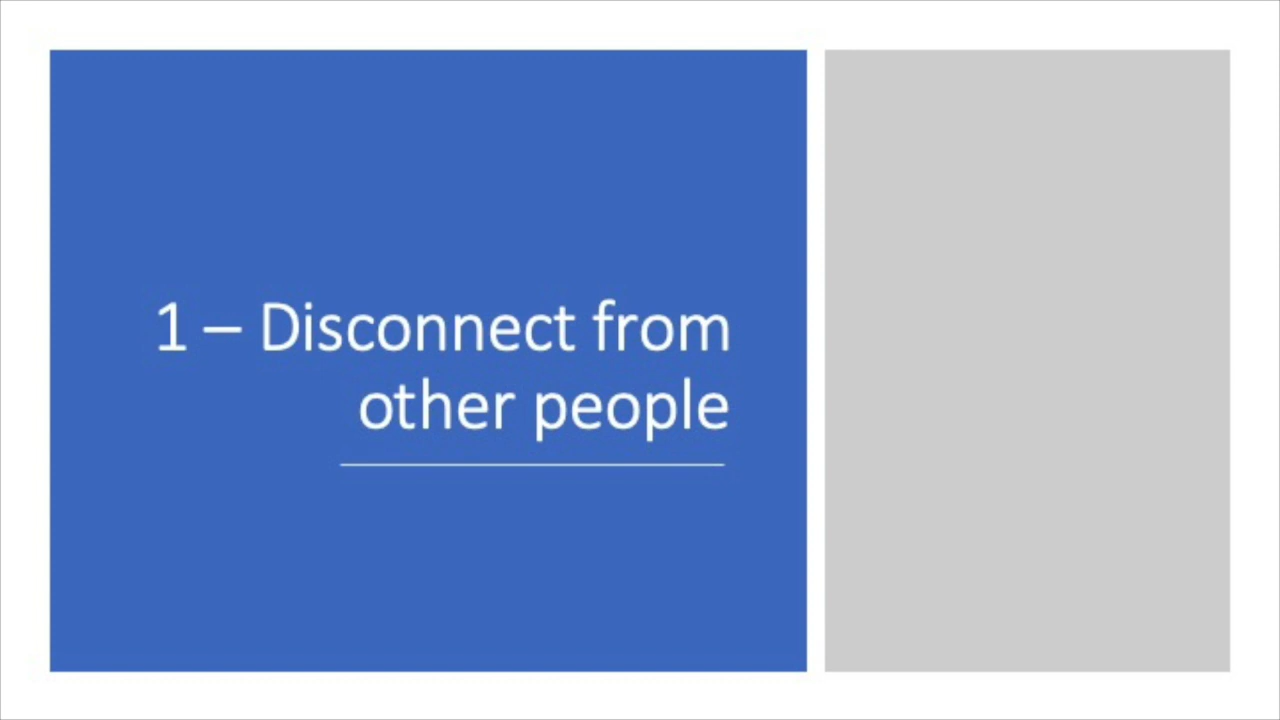 1 – Disconnect from
other people